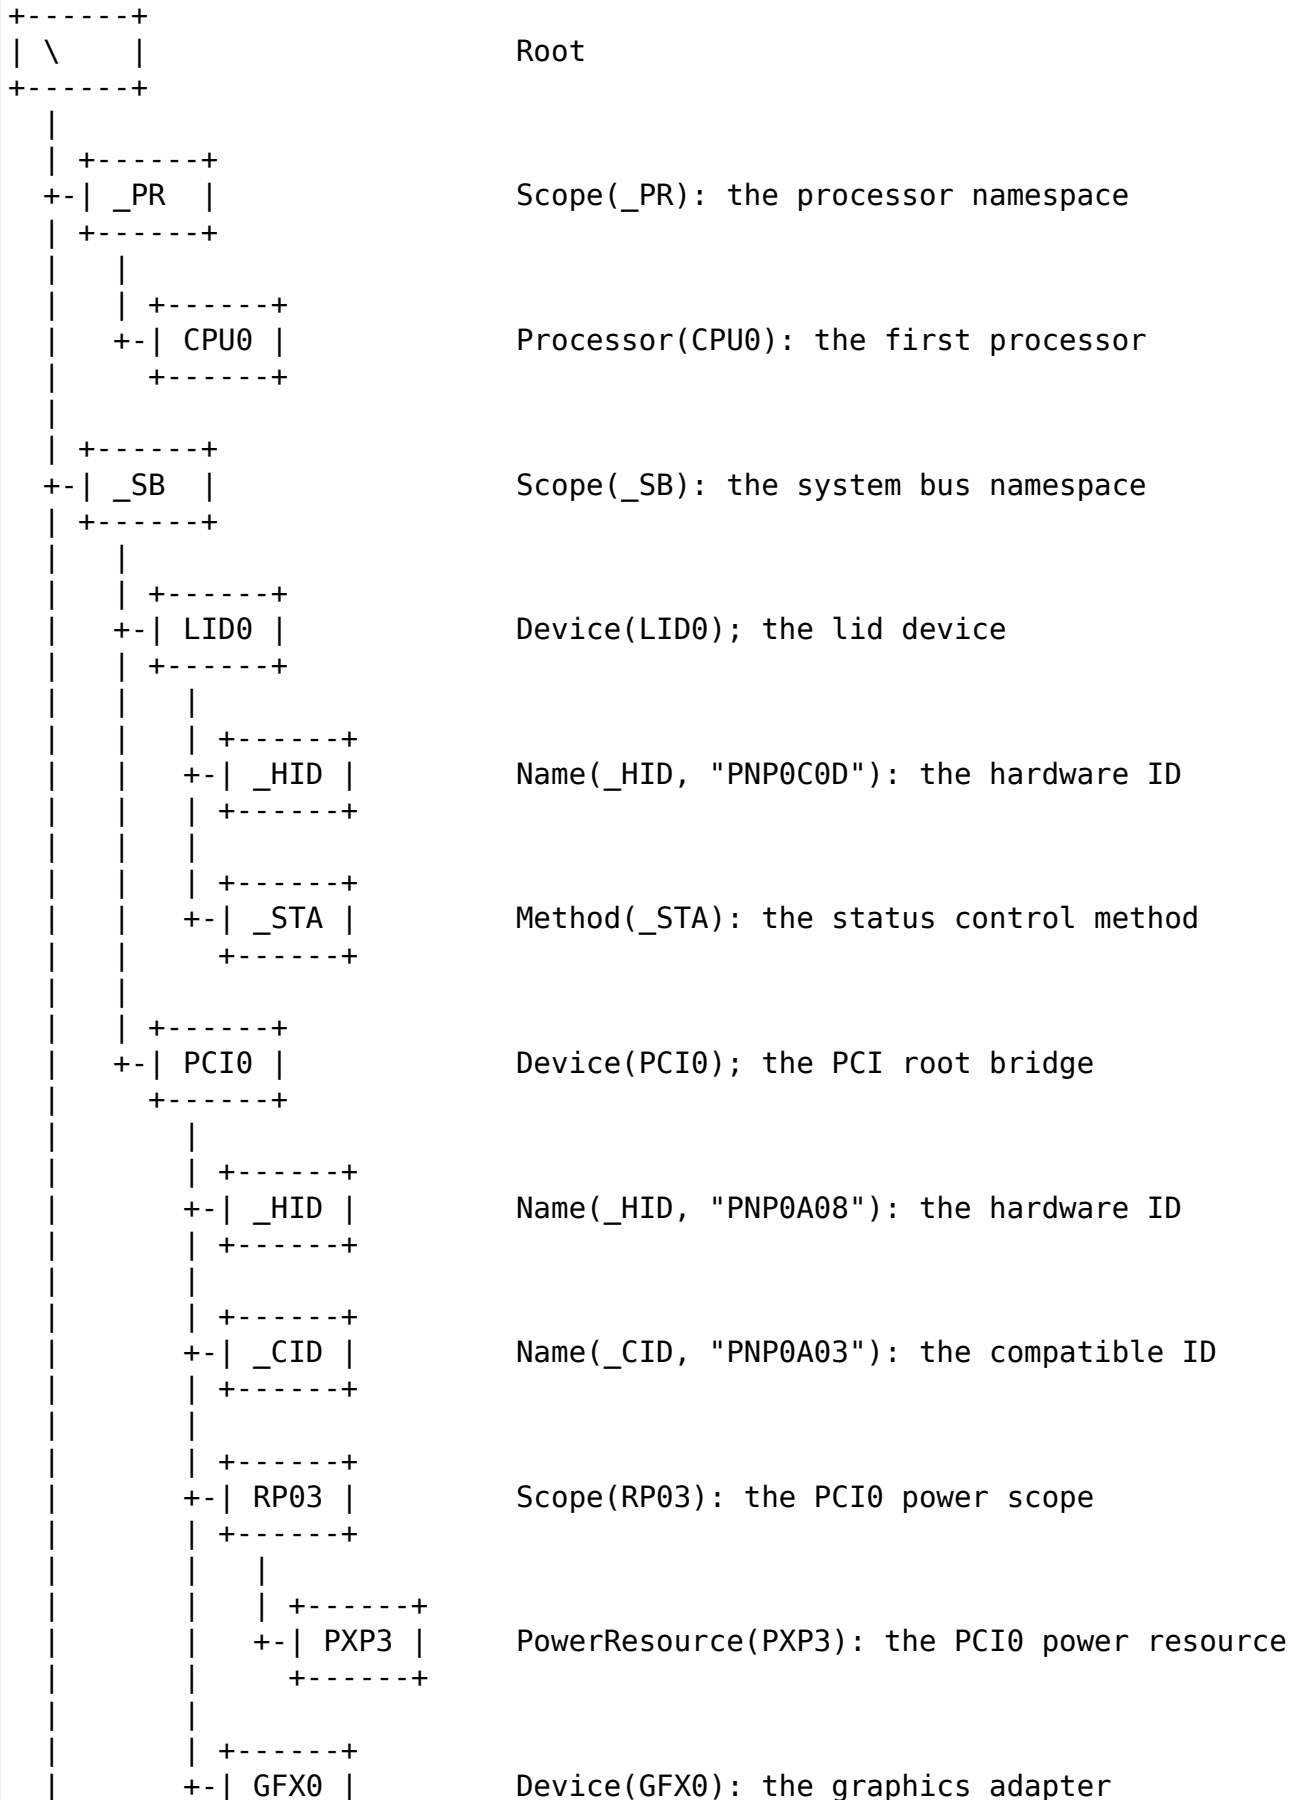 +------+
| \    |                     Root
+------+
  |
  | +------+
  +-| _PR  |                 Scope(_PR): the processor namespace
  | +------+
  |   |
  |   | +------+
  |   +-| CPU0 |             Processor(CPU0): the first processor
  |     +------+
  |
  | +------+
  +-| _SB  |                 Scope(_SB): the system bus namespace
  | +------+
  |   |
  |   | +------+
  |   +-| LID0 |             Device(LID0); the lid device
  |   | +------+
  |   |   |
  |   |   | +------+
  |   |   +-| _HID |         Name(_HID, "PNP0C0D"): the hardware ID
  |   |   | +------+
  |   |   |
  |   |   | +------+
  |   |   +-| _STA |         Method(_STA): the status control method
  |   |     +------+
  |   |
  |   | +------+
  |   +-| PCI0 |             Device(PCI0); the PCI root bridge
  |     +------+
  |       |
  |       | +------+
  |       +-| _HID |         Name(_HID, "PNP0A08"): the hardware ID
  |       | +------+
  |       |
  |       | +------+
  |       +-| _CID |         Name(_CID, "PNP0A03"): the compatible ID
  |       | +------+
  |       |
  |       | +------+
  |       +-| RP03 |         Scope(RP03): the PCI0 power scope
  |       | +------+
  |       |   |
  |       |   | +------+
  |       |   +-| PXP3 |     PowerResource(PXP3): the PCI0 power resource
  |       |     +------+
  |       |
  |       | +------+
  |       +-| GFX0 |         Device(GFX0): the graphics adapter